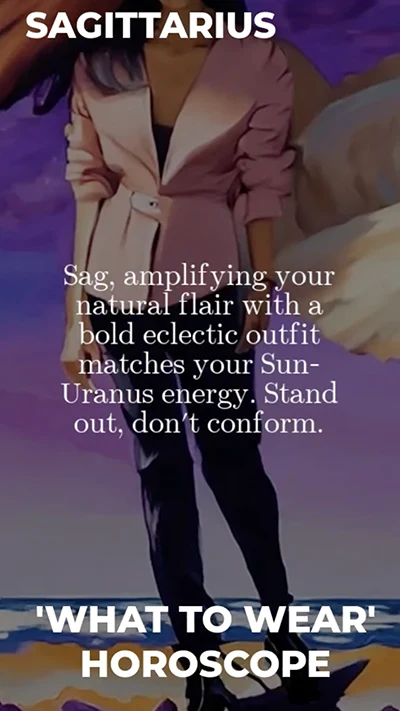 SAGITTARIUS
Sag, amplifying your
natural flair with a
bold eclectic outfit
matches your Sun-
Uranus energy. Stand
out, don't conform.
'WHAT TO WEAR'
HOROSCOPE